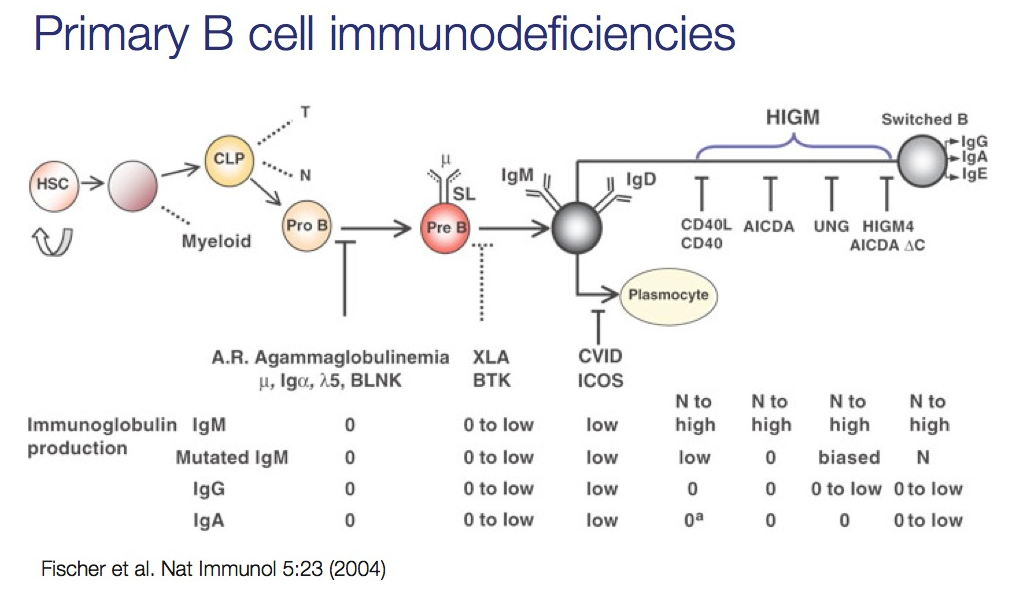 Primary B cell immunodeficiencies
T
HIGM
Switched B
CLP
IgG
IgA
IgE
HSC
N
μ
SL
IgM
IgD
Pro B
Pre B
Myeloid
CD40L AICDA UNG HIGM4
CD40 AICDA ΔC
Plasmocyte
A.R. Agammaglobulinemia XLA CVID
μ, Igα, λ5, BLNK BTK ICOS
N to N to N to N to
Immunoglobulin IgM 0 0 to low low high high high high
production
Mutated IgM 0 0 to low low low 0 biased N
IgG 0 0 to low low 0 0 0 to low 0 to low
IgA 0 0 to low low 0ª 0 0 0 to low
Fischer et al. Nat Immunol 5:23 (2004)